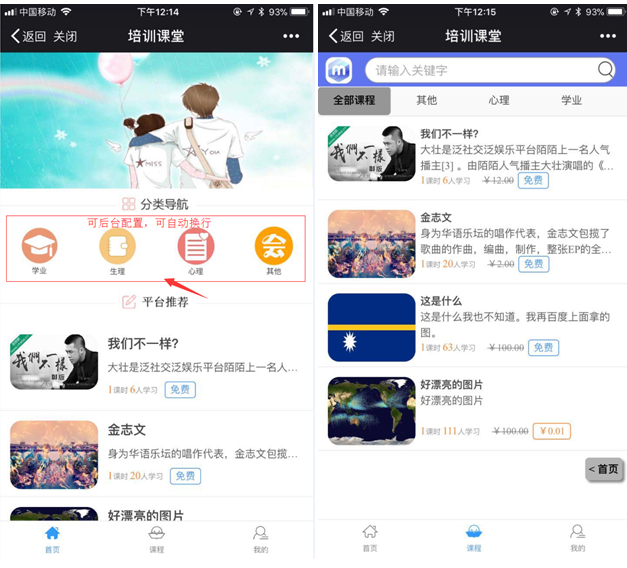 中国移动 下午12:14 93%
返回 关闭 培训课堂
MISS
YOU
分类导航
可后台配置，可自动换行
学业 生理 心理 其他
平台推荐
我们不一样
我们不一样?
大壮是泛社交泛娱乐平台陌陌上一名人…
1课时 6人学习 免费
金志文
身为华语乐坛的唱作代表，金志文包揽…
1课时 20人学习 免费
好漂亮的图片
首页 课程 我的
中国移动 下午12:15 93%
返回 关闭 培训课堂
m 请输入关键字
全部课程 其他 心理 学业
我们不一样?
大壮是泛社交泛娱乐平台陌陌上一名人气
播主[3] 。由陌陌人气播主大壮演唱的《…
1课时 6人学习 ￥12.00 免费
金志文
身为华语乐坛的唱作代表，金志文包揽了
歌曲的作曲，编曲，制作，整张EP的全…
1课时 20人学习 ￥2.00 免费
这是什么
这是什么我也不知道。我再百度上面拿的
图。
1课时 63人学习 ￥100.00 免费
好漂亮的图片
好漂亮的图片
1课时 111人学习 ￥100.00 ￥0.01
< 首页
首页 课程 我的